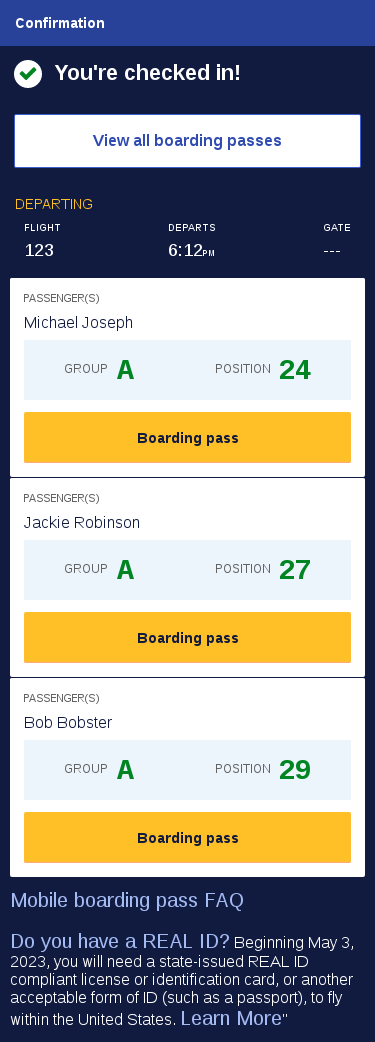 Confirmation
You're checked in!
View all boarding passes
DEPARTING
FLIGHT DEPARTS GATE
123 6:12PM ---
PASSENGER(S)
Michael Joseph
GROUP A POSITION 24
Boarding pass
PASSENGER(S)
Jackie Robinson
GROUP A POSITION 27
Boarding pass
PASSENGER(S)
Bob Bobster
GROUP A POSITION 29
Boarding pass
Mobile boarding pass FAQ
Do you have a REAL ID? Beginning May 3,
2023, you will need a state-issued REAL ID
compliant license or identification card, or another
acceptable form of ID (such as a passport), to fly
within the United States. Learn More"